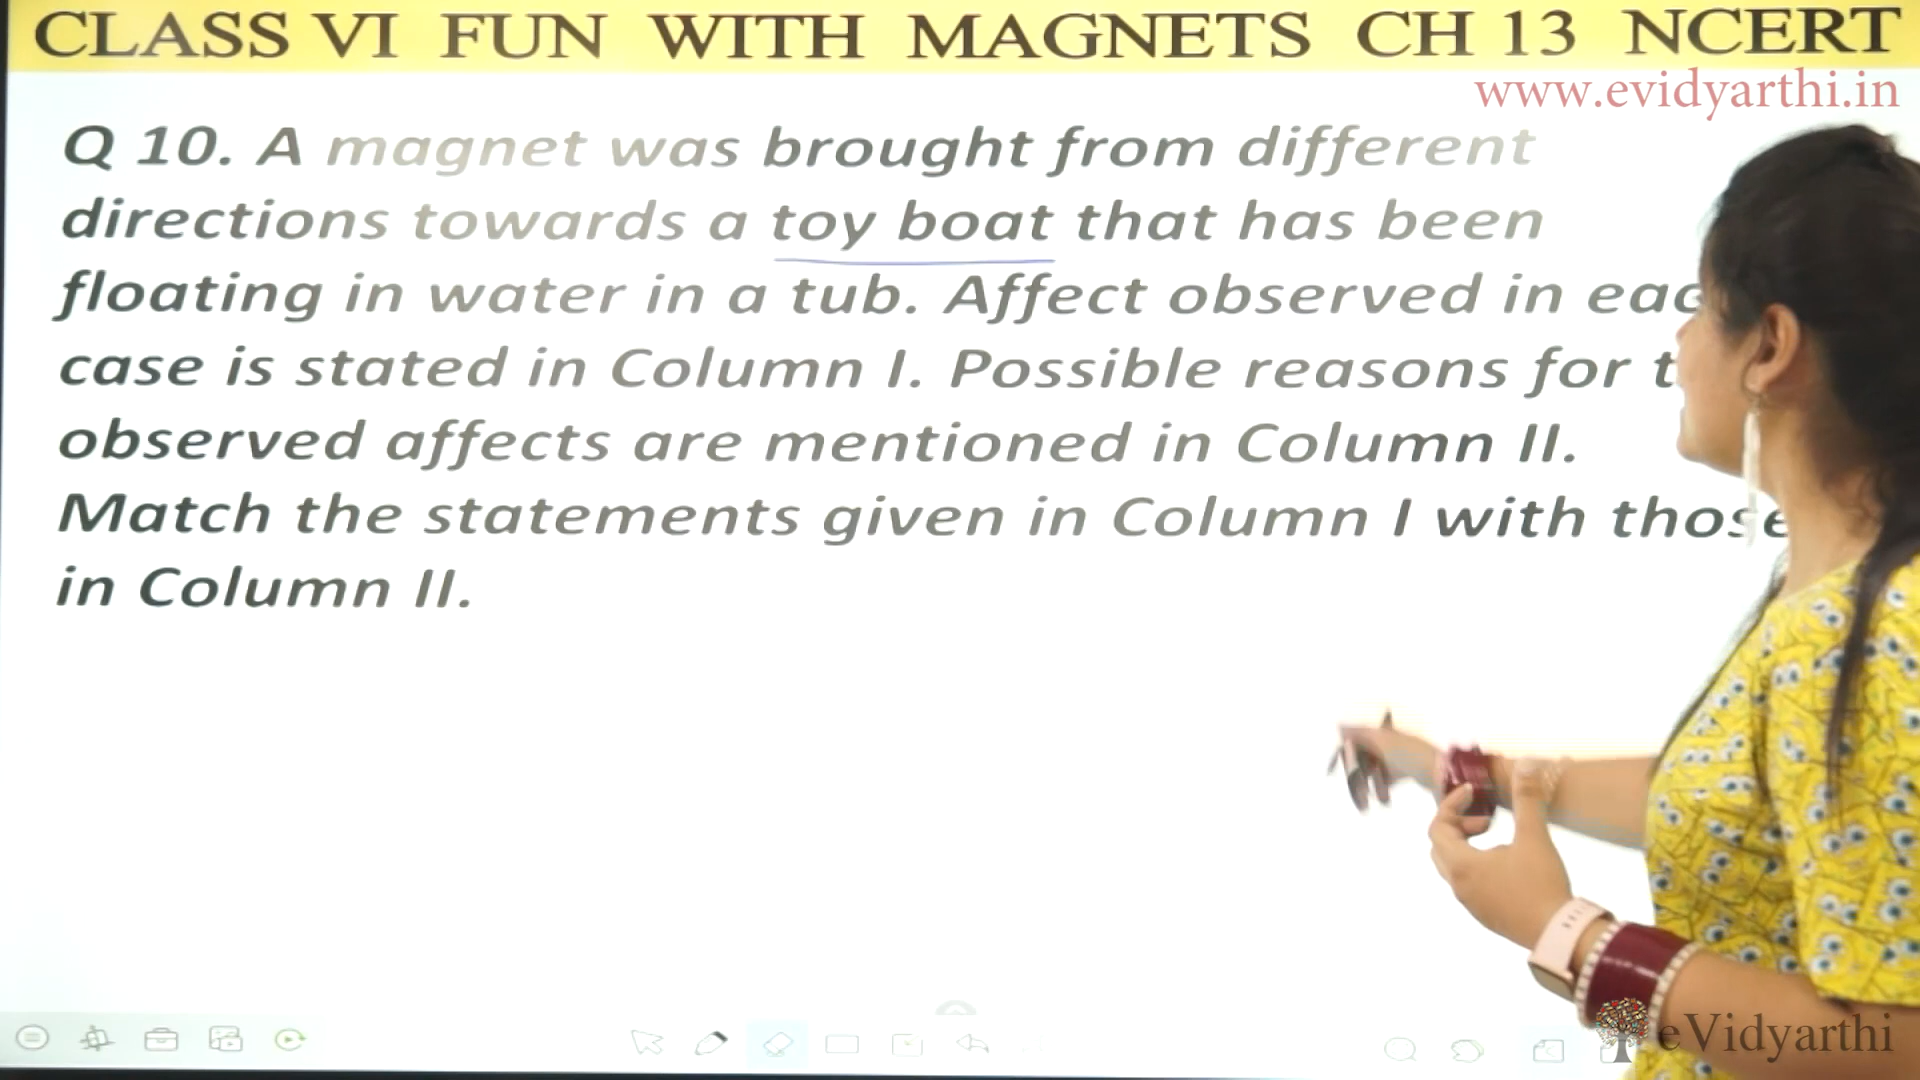 CLASS VI FUN WITH MAGNETS CH 13 NCERT
www.evidyarthi.in
Q 10. A magnet was brought from different
directions towards a toy boat that has been
floating in water in a tub. Affect observed in
case is stated in Column I. Possible reasons for
observed affects are mentioned in Column II.
Match the statements given in Column I with those
in Column II.
eVidyarthi